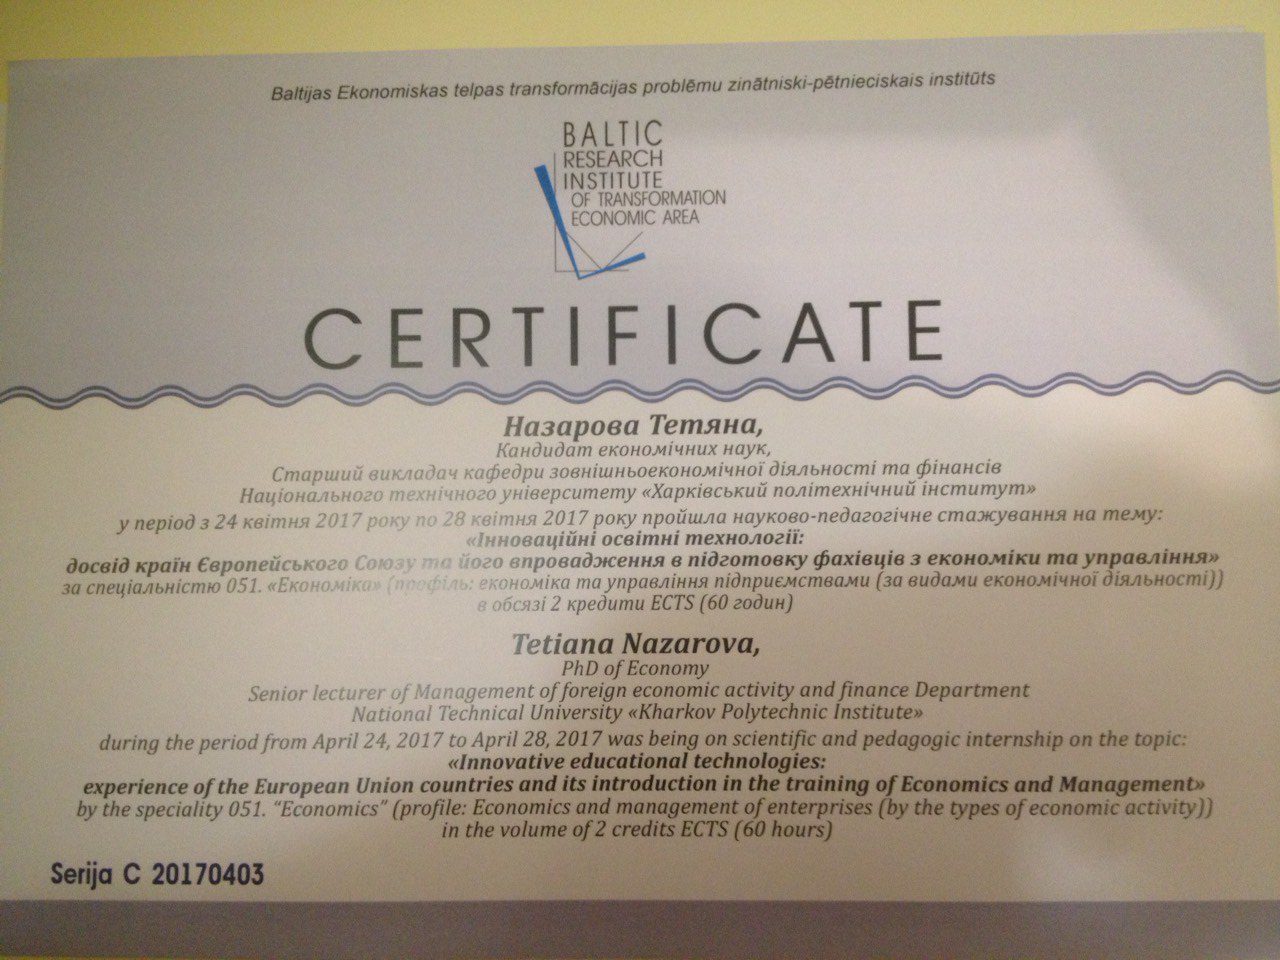 Baltijas Ekonomiskas telpas transformācijas problēmu zinātniski-pētnieciskais institūts
BALTIC
RESEARCH
INSTITUTE
OF TRANSFORMATION
ECONOMIC AREA
CERTIFICATE
Назарова Тетяна,
Кандидат економічних наук,
Старший викладач кафедри зовнішньоекономічної діяльності та фінансів
Національного технічного університету «Харківський політехнічний інститут»
у період з 24 квітня 2017 року по 28 квітня 2017 року пройшла науково-педагогічне стажування на тему:
«Інноваційні освітні технології:
досвід країн Європейського Союзу та його впровадження в підготовку фахівців з економіки та управління»
за спеціальністю 051. «Економіка» (профіль: економіка та управління підприємствами (за видами економічної діяльності))
в обсязі 2 кредити ECTS (60 годин)
Tetiana Nazarova,
PhD of Economy
Senior lecturer of Management of foreign economic activity and finance Department
National Technical University «Kharkov Polytechnic Institute»
during the period from April 24, 2017 to April 28, 2017 was being on scientific and pedagogic internship on the topic:
«Innovative educational technologies:
experience of the European Union countries and its introduction in the training of Economics and Management»
by the speciality 051. "Economics" (profile: Economics and management of enterprises (by the types of economic activity))
in the volume of 2 credits ECTS (60 hours)
Serija C 20170403